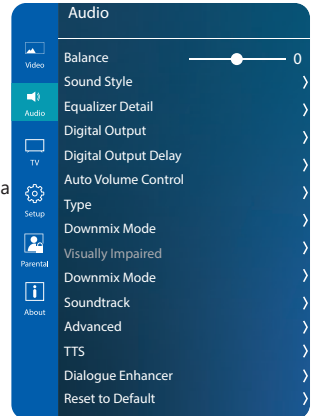 Audio
Video
Audio
TV
a
Setup
Parental
About
Balance 0
Sound Style
Equalizer Detail
Digital Output
Digital Output Delay
Auto Volume Control
Type
Downmix Mode
Visually Impaired
Downmix Mode
Soundtrack
Advanced
TTS
Dialogue Enhancer
Reset to Default